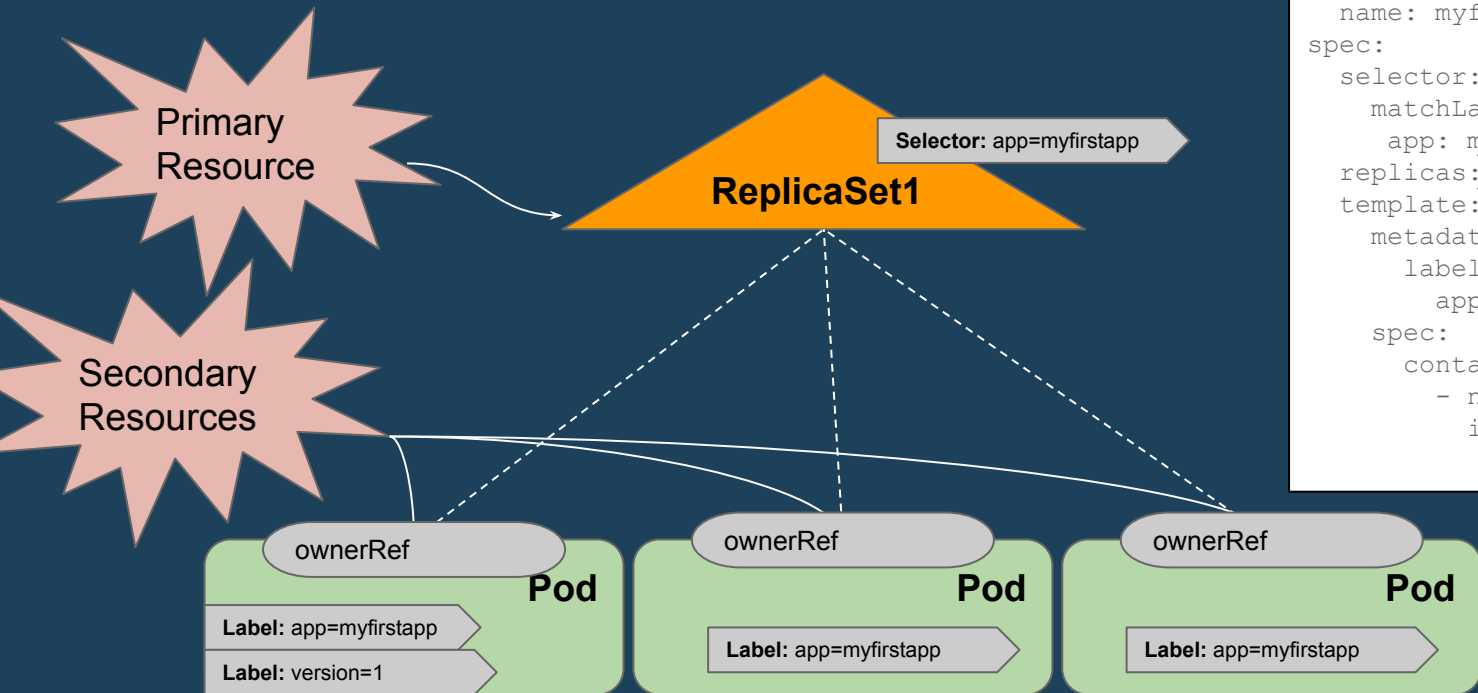 Primary
Resource
Selector: app=myfirstapp
ReplicaSet1
name: myf
spec:
selector:
matchLa
app: m
replicas:
template:
metadat
label
app
spec:
conta
- n
i
Secondary
Resources
ownerRef
Pod
Label: app=myfirstapp
Label: version=1
ownerRef
Pod
Label: app=myfirstapp
ownerRef
Pod
Label: app=myfirstapp